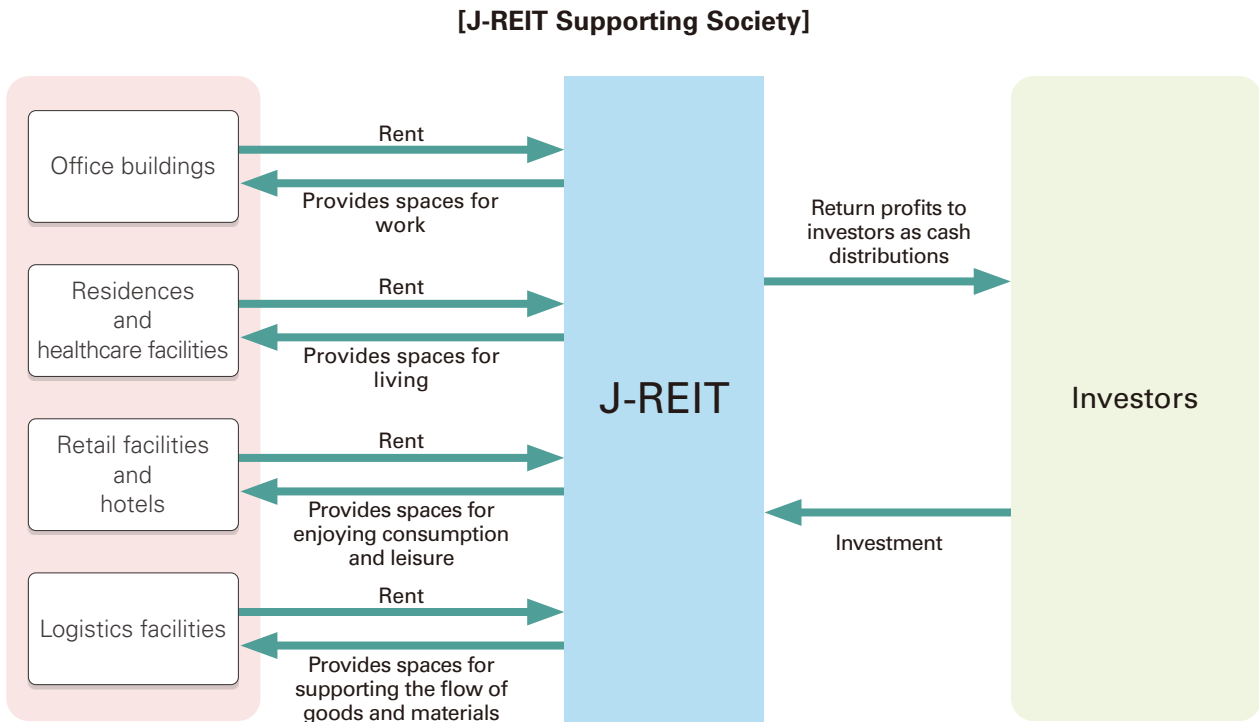 [J-REIT Supporting Society]
Office buildings
Rent
Provides spaces for
work
Residences
and
healthcare facilities
Rent
Provides spaces for
living
Retail facilities
and
hotels
Rent
Provides spaces for
enjoying consumption
and leisure
Logistics facilities
Rent
Provides spaces for
supporting the flow of
goods and materials
J-REIT
Return profits to
investors as cash
distributions
Investment
Investors